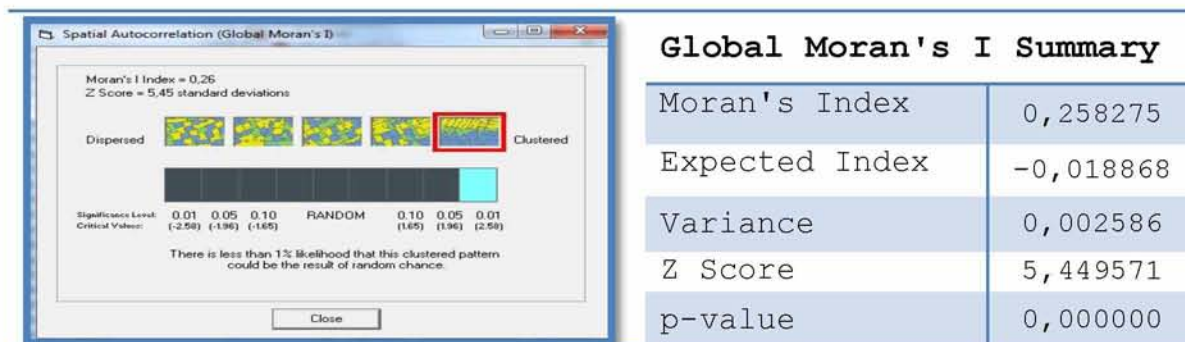 Spatial Autocorrelation (Global Moran's I)
Moran's I Index = 0,26
Z Score = 5,45 standard deviations
Dispersed
Clustered
Significance Level: 0.01 0.05 0.10 RANDOM 0.10 0.05 0.01
Critical Values: (-2.58) (-1.96) (-1.65) (1.65) (1.96) (2.58)
There is less than 1% likelihood that this clustered pattern
could be the result of random chance.
Close
Global Moran's I Summary
Moran's Index 0,258275
Expected Index -0,018868
Variance 0,002586
Z Score 5,449571
p-value 0,000000